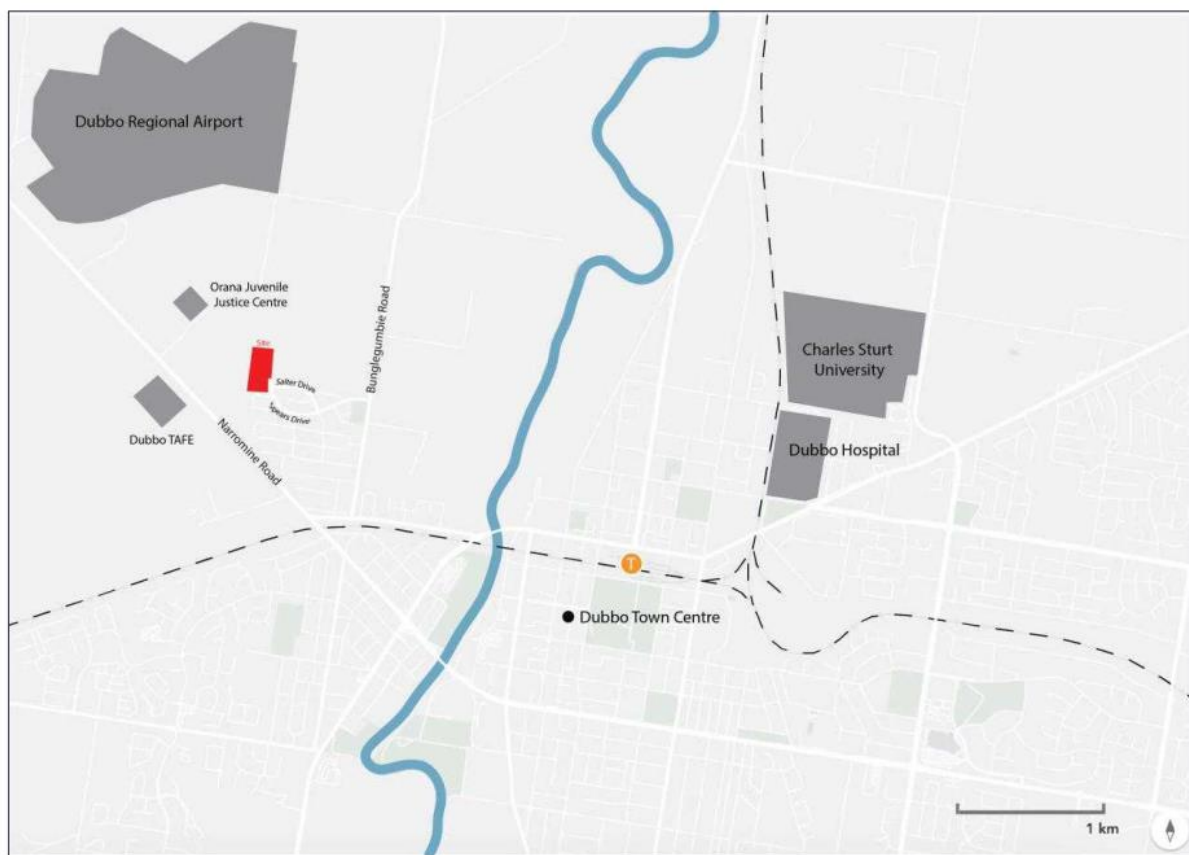 Dubbo Regional Airport
Orana Juvenile
Justice Centre
Site
Salter Drive
Spears Drive
Bunglegumbie Road
Dubbo TAFE
Narromine Road
Charles Sturt
University
Dubbo Hospital
T
Dubbo Town Centre
1 km